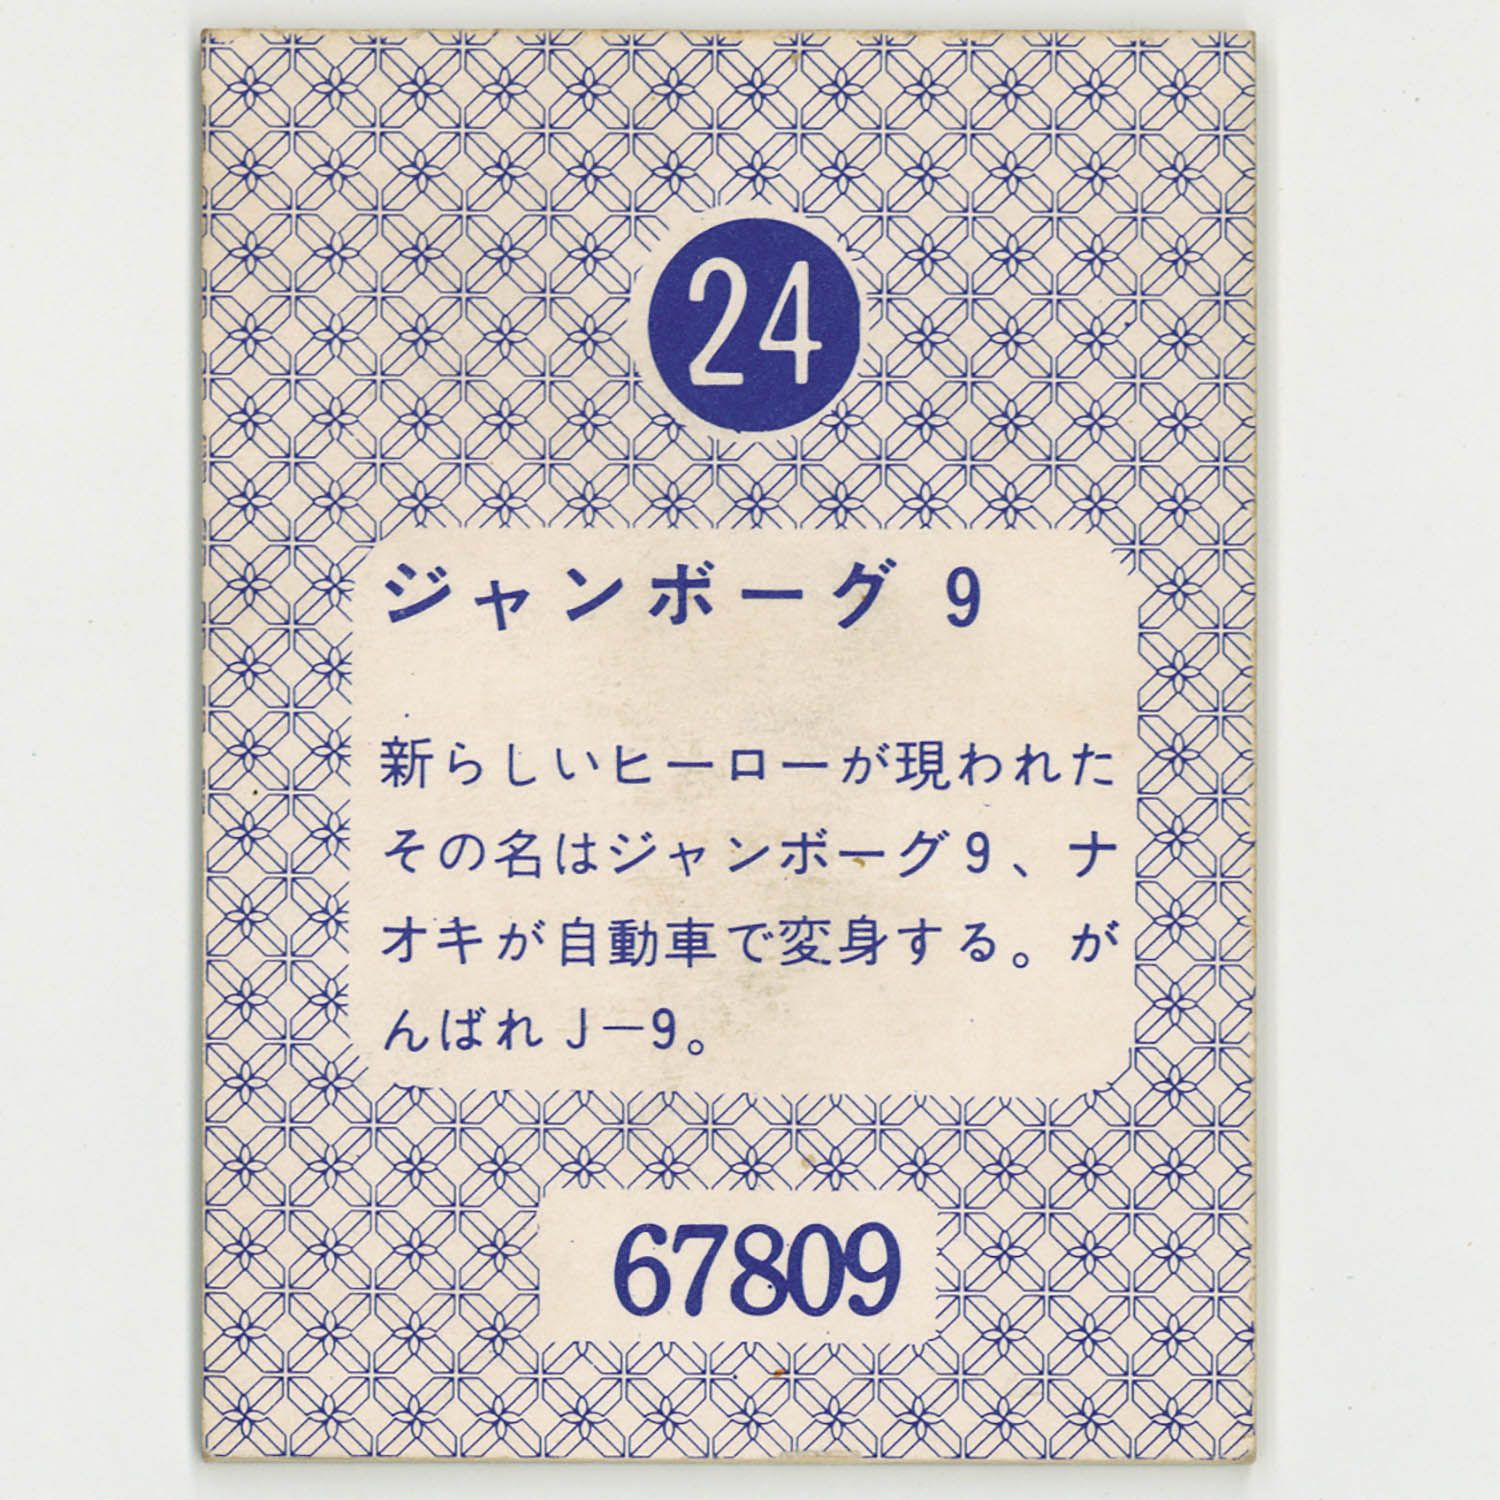 24
ジャンボーグ 9
新らしいヒーローが現われた
その名はジャンボーグ9、ナ
オキが自動車で変身する。が
んばれJ—9。
67809